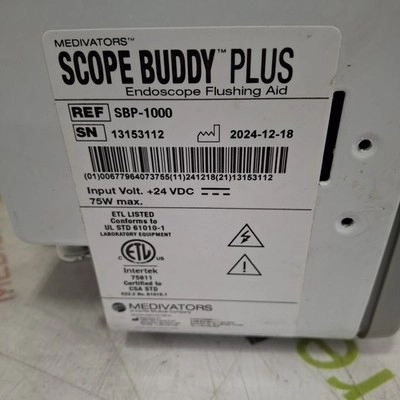 MEDIVATORS™
SCOPE BUDDY™ PLUS
Endoscope Flushing Aid
REF SBP-1000
SN 13153112 2024-12-18
(01)00677964073755(11)241218(21)13153112
Input Volt. +24 VDC
75W max.
ETL LISTED
Conforms to
UL STD 61010-1
LABORATORY EQUIPMENT
ETL
Intertek
75611
Certified to
CSA STD
MEDIVATORS